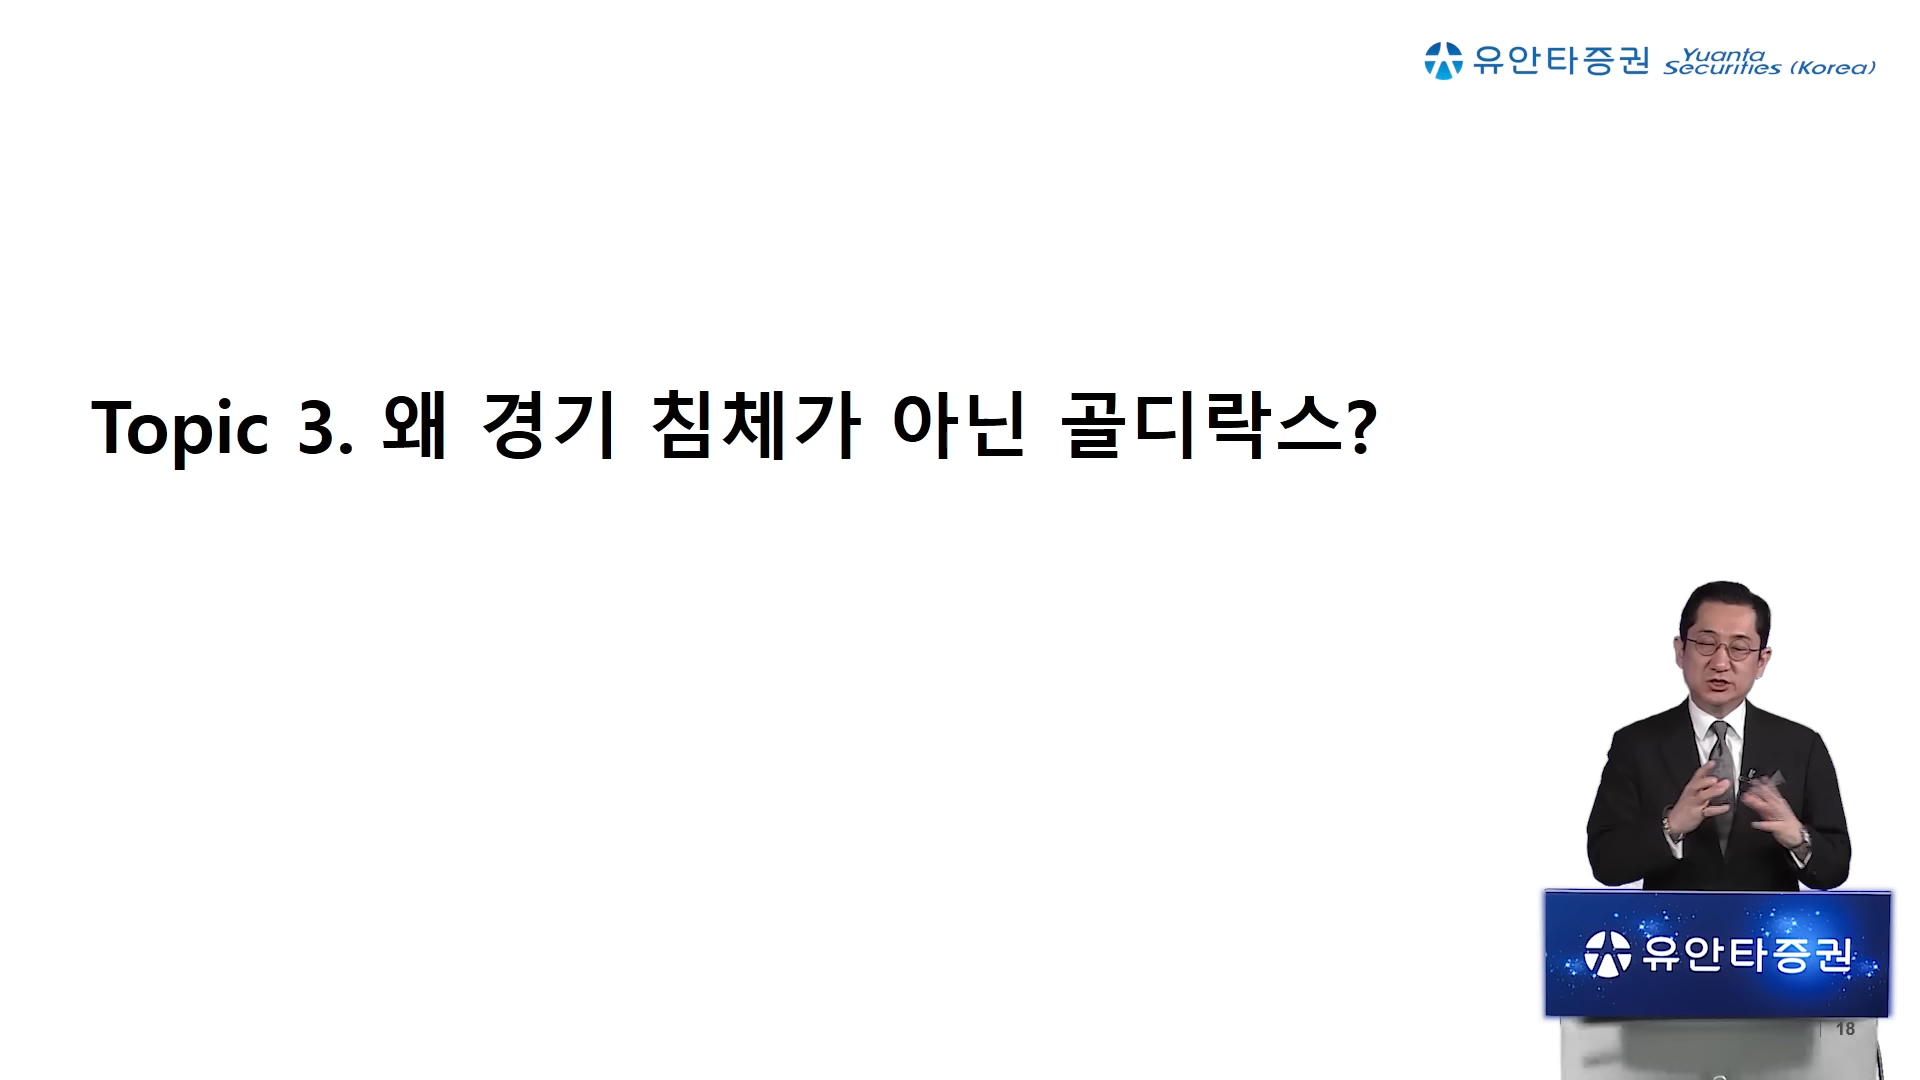 유안타증권 Yuanta Securities (Korea)
Topic 3. 왜 경기 침체가 아닌 골디락스?
유안타증권
18